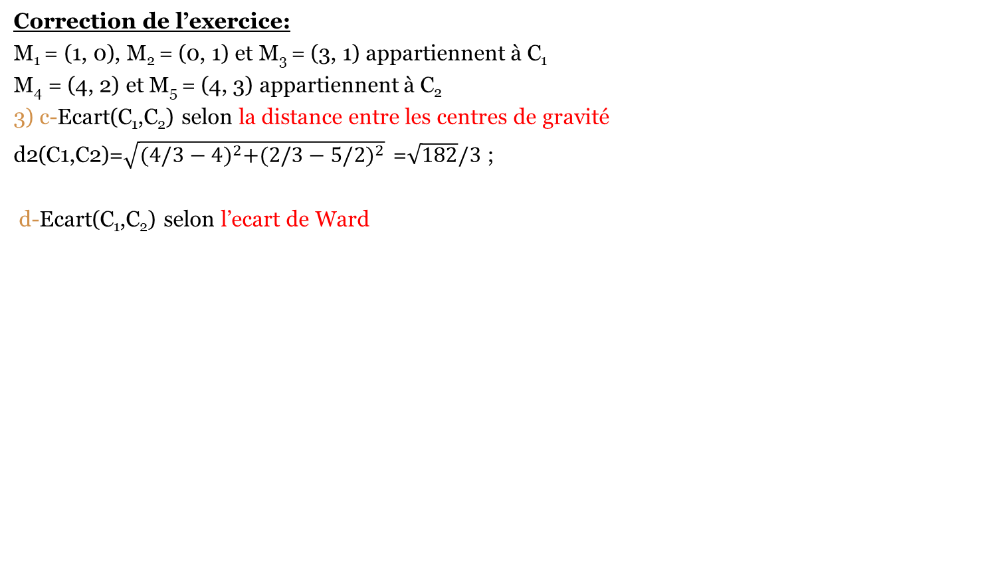 Correction de l’exercice:
M₁ = (1, 0), M₂ = (0, 1) et M₃ = (3, 1) appartiennent à C₁
M₄ = (4, 2) et M₅ = (4, 3) appartiennent à C₂
3) c-Ecart(C₁,C₂) selon la distance entre les centres de gravité
d2(C1,C2)=√(4/3 − 4)²+(2/3 − 5/2)² =√182/3 ;
d-Ecart(C₁,C₂) selon l’ecart de Ward